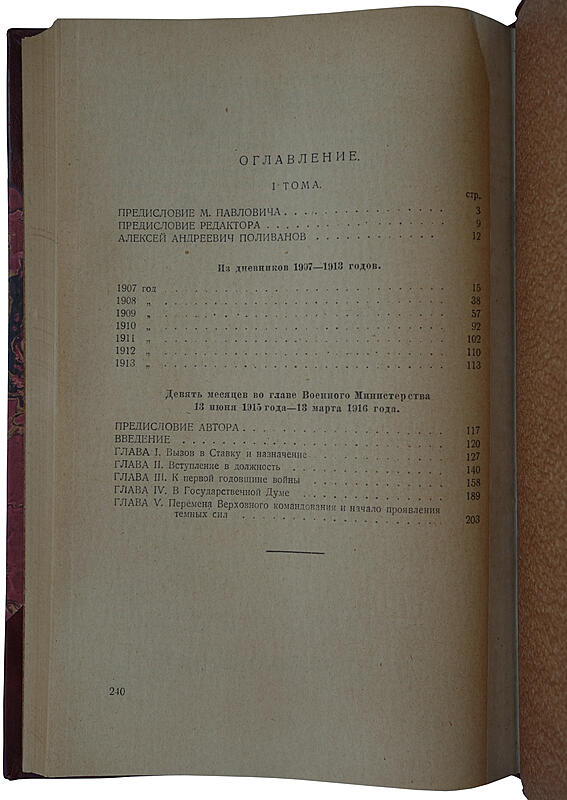 ОГЛАВЛЕНИЕ.
I ТОМА.
стр.
ПРЕДИСЛОВИЕ М. ПАВЛОВИЧА . . . . . . . . . . . . . . 3
ПРЕДИСЛОВИЕ РЕДАКТОРА . . . . . . . . . . . . . . . 9
АЛЕКСЕЙ АНДРЕЕВИЧ ПОЛИВАНОВ . . . . . . . . . . . 12
Из дневников 1907—1913 годов.
1907 год . . . . . . . . . . . . . . . . . . . . . . 15
1908 „ . . . . . . . . . . . . . . . . . . . . . . 38
1909 „ . . . . . . . . . . . . . . . . . . . . . . 57
1910 „ . . . . . . . . . . . . . . . . . . . . . . 92
1911 „ . . . . . . . . . . . . . . . . . . . . . . 102
1912 „ . . . . . . . . . . . . . . . . . . . . . . 110
1913 „ . . . . . . . . . . . . . . . . . . . . . . 113
Девять месяцев во главе Военного Министерства
13 июня 1915 года—13 марта 1916 года.
ПРЕДИСЛОВИЕ АВТОРА . . . . . . . . . . . . . . . . . 117
ВВЕДЕНИЕ . . . . . . . . . . . . . . . . . . . . . 120
ГЛАВА I. Вызов в Ставку и назначение . . . . . . . . . . 127
ГЛАВА II. Вступление в должность . . . . . . . . . . . . 140
ГЛАВА III. К первой годовщине войны . . . . . . . . . . 158
ГЛАВА IV. В Государственной Думе . . . . . . . . . . . 189
ГЛАВА V. Перемена Верховного командования и начало проявления
темных сил . . . . . . . . . . . . . . . . . 203
240